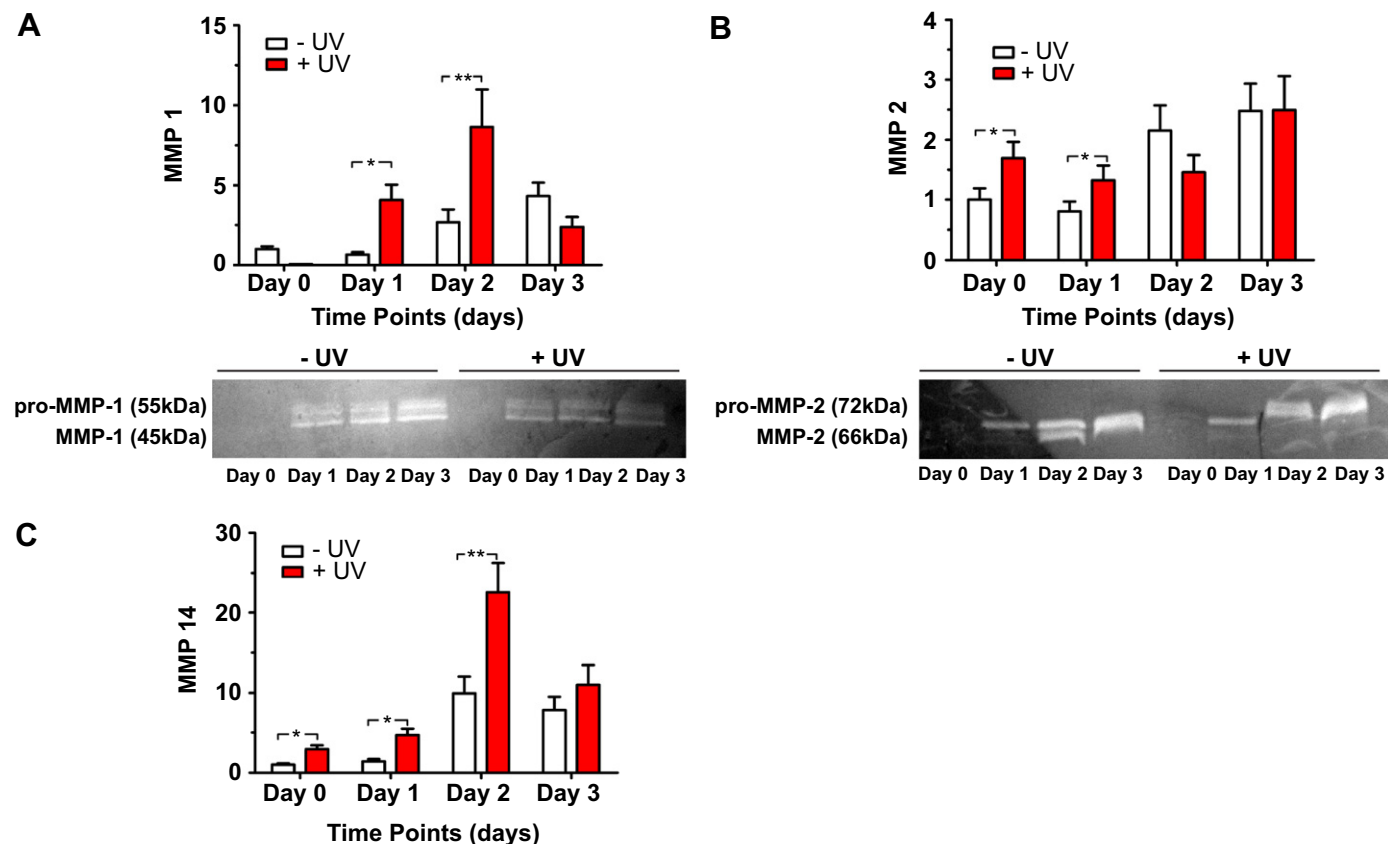 A
MMP 1
15
10
5
0
- UV
+ UV
*
**
Day 0 Day 1 Day 2 Day 3
Time Points (days)
- UV + UV
pro-MMP-1 (55kDa)
MMP-1 (45kDa)
Day 0 Day 1 Day 2 Day 3 Day 0 Day 1 Day 2 Day 3
B
MMP 2
4
3
2
1
0
- UV
+ UV
*
*
Day 0 Day 1 Day 2 Day 3
Time Points (days)
- UV + UV
pro-MMP-2 (72kDa)
MMP-2 (66kDa)
Day 0 Day 1 Day 2 Day 3 Day 0 Day 1 Day 2 Day 3
C
MMP 14
30
20
10
0
- UV
+ UV
*
*
**
Day 0 Day 1 Day 2 Day 3
Time Points (days)